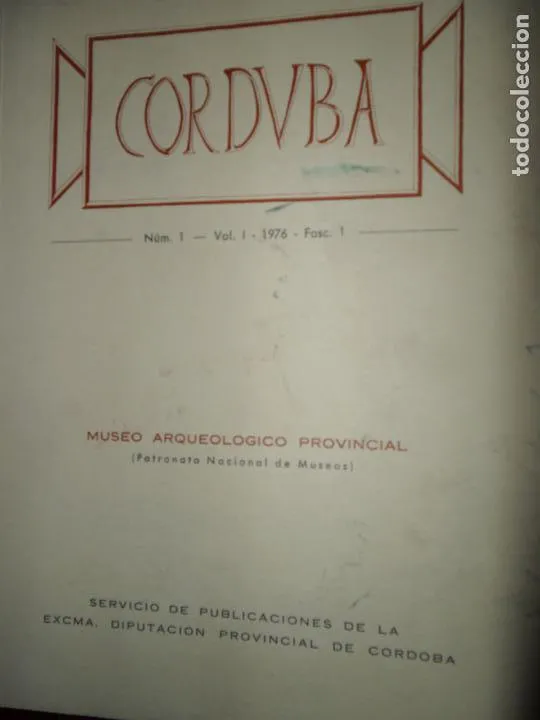 CORDVBA
Núm. 1 — Vol. I - 1976 - Fasc. 1
MUSEO ARQUEOLOGICO PROVINCIAL
(Patronato Nacional de Museos)
SERVICIO DE PUBLICACIONES DE LA
EXCMA. DIPUTACION PROVINCIAL DE CORDOBA
todocoleccion